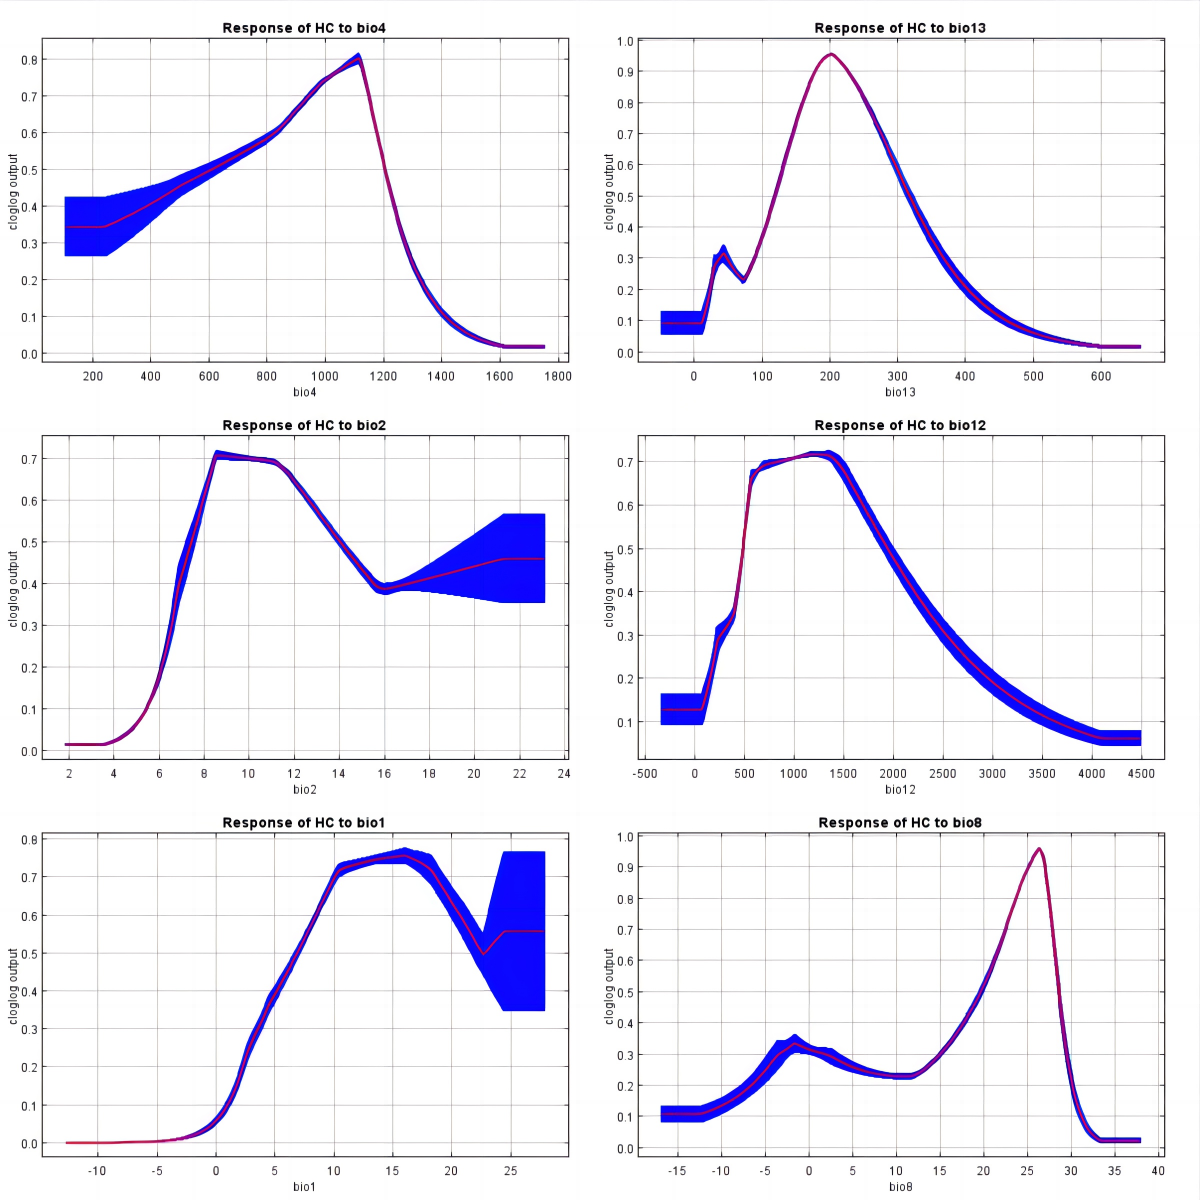 Response of HC to bio4
cloglog output
0.8
0.7
0.6
0.5
0.4
0.3
0.2
0.1
0.0
200 400 600 800 1000 1200 1400 1600 1800
bio4
Response of HC to bio13
cloglog output
1.0
0.9
0.8
0.7
0.6
0.5
0.4
0.3
0.2
0.1
0.0
0 100 200 300 400 500 600
bio13
Response of HC to bio2
cloglog output
0.7
0.6
0.5
0.4
0.3
0.2
0.1
0.0
2 4 6 8 10 12 14 16 18 20 22 24
bio2
Response of HC to bio12
cloglog output
0.7
0.6
0.5
0.4
0.3
0.2
0.1
-500 0 500 1000 1500 2000 2500 3000 3500 4000 4500
bio12
Response of HC to bio1
cloglog output
0.8
0.7
0.6
0.5
0.4
0.3
0.2
0.1
0.0
-10 -5 0 5 10 15 20 25
bio1
Response of HC to bio8
cloglog output
1.0
0.9
0.8
0.7
0.6
0.5
0.4
0.3
0.2
0.1
0.0
-15 -10 -5 0 5 10 15 20 25 30 35 40
bio8